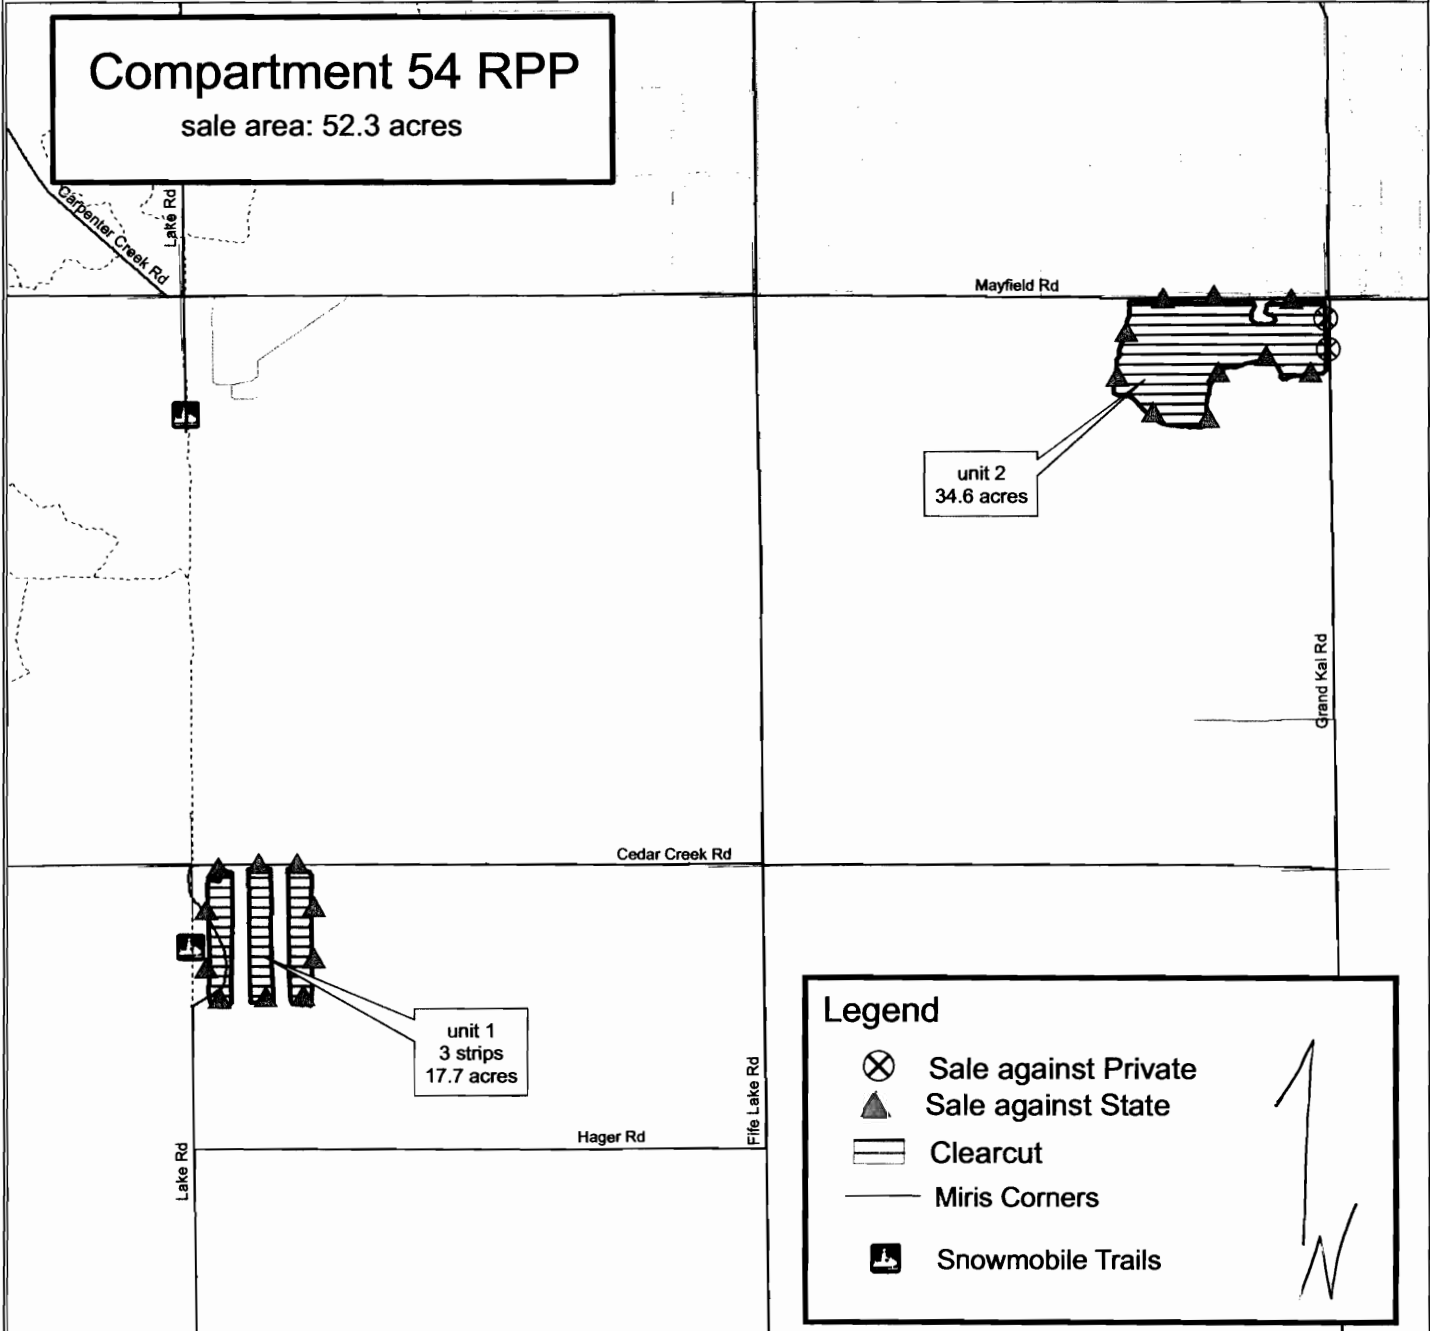 Compartment 54 RPP
sale area: 52.3 acres
Carpenter Creek Rd
Lake Rd
Mayfield Rd
unit 2
34.6 acres
Grand Kal Rd
Cedar Creek Rd
unit 1
3 strips
17.7 acres
Fife Lake Rd
Hager Rd
Lake Rd
Legend
Sale against Private
Sale against State
Clearcut
Miris Corners
Snowmobile Trails
N